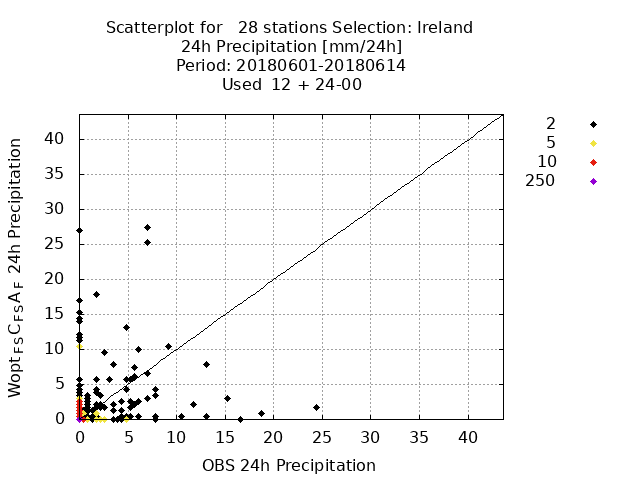 Scatterplot for 28 stations Selection: Ireland
24h Precipitation [mm/24h]
Period: 20180601-20180614
Used 12 + 24-00
2
5
10
250
40
35
30
25
20
15
10
5
0
0 5 10 15 20 25 30 35 40
Wopt FS C FS A F 24h Precipitation
OBS 24h Precipitation